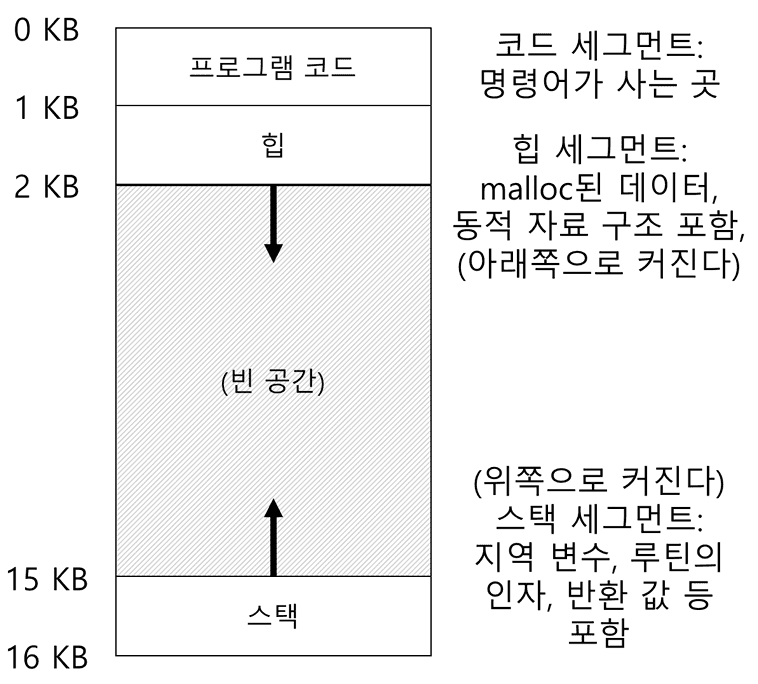 0 KB
프로그램 코드
1 KB
힙
2 KB
(빈 공간)
15 KB
스택
16 KB
코드 세그먼트:
명령어가 사는 곳
힙 세그먼트:
malloc된 데이터,
동적 자료 구조 포함,
(아래쪽으로 커진다)
(위쪽으로 커진다)
스택 세그먼트:
지역 변수, 루틴의
인자, 반환 값 등
포함